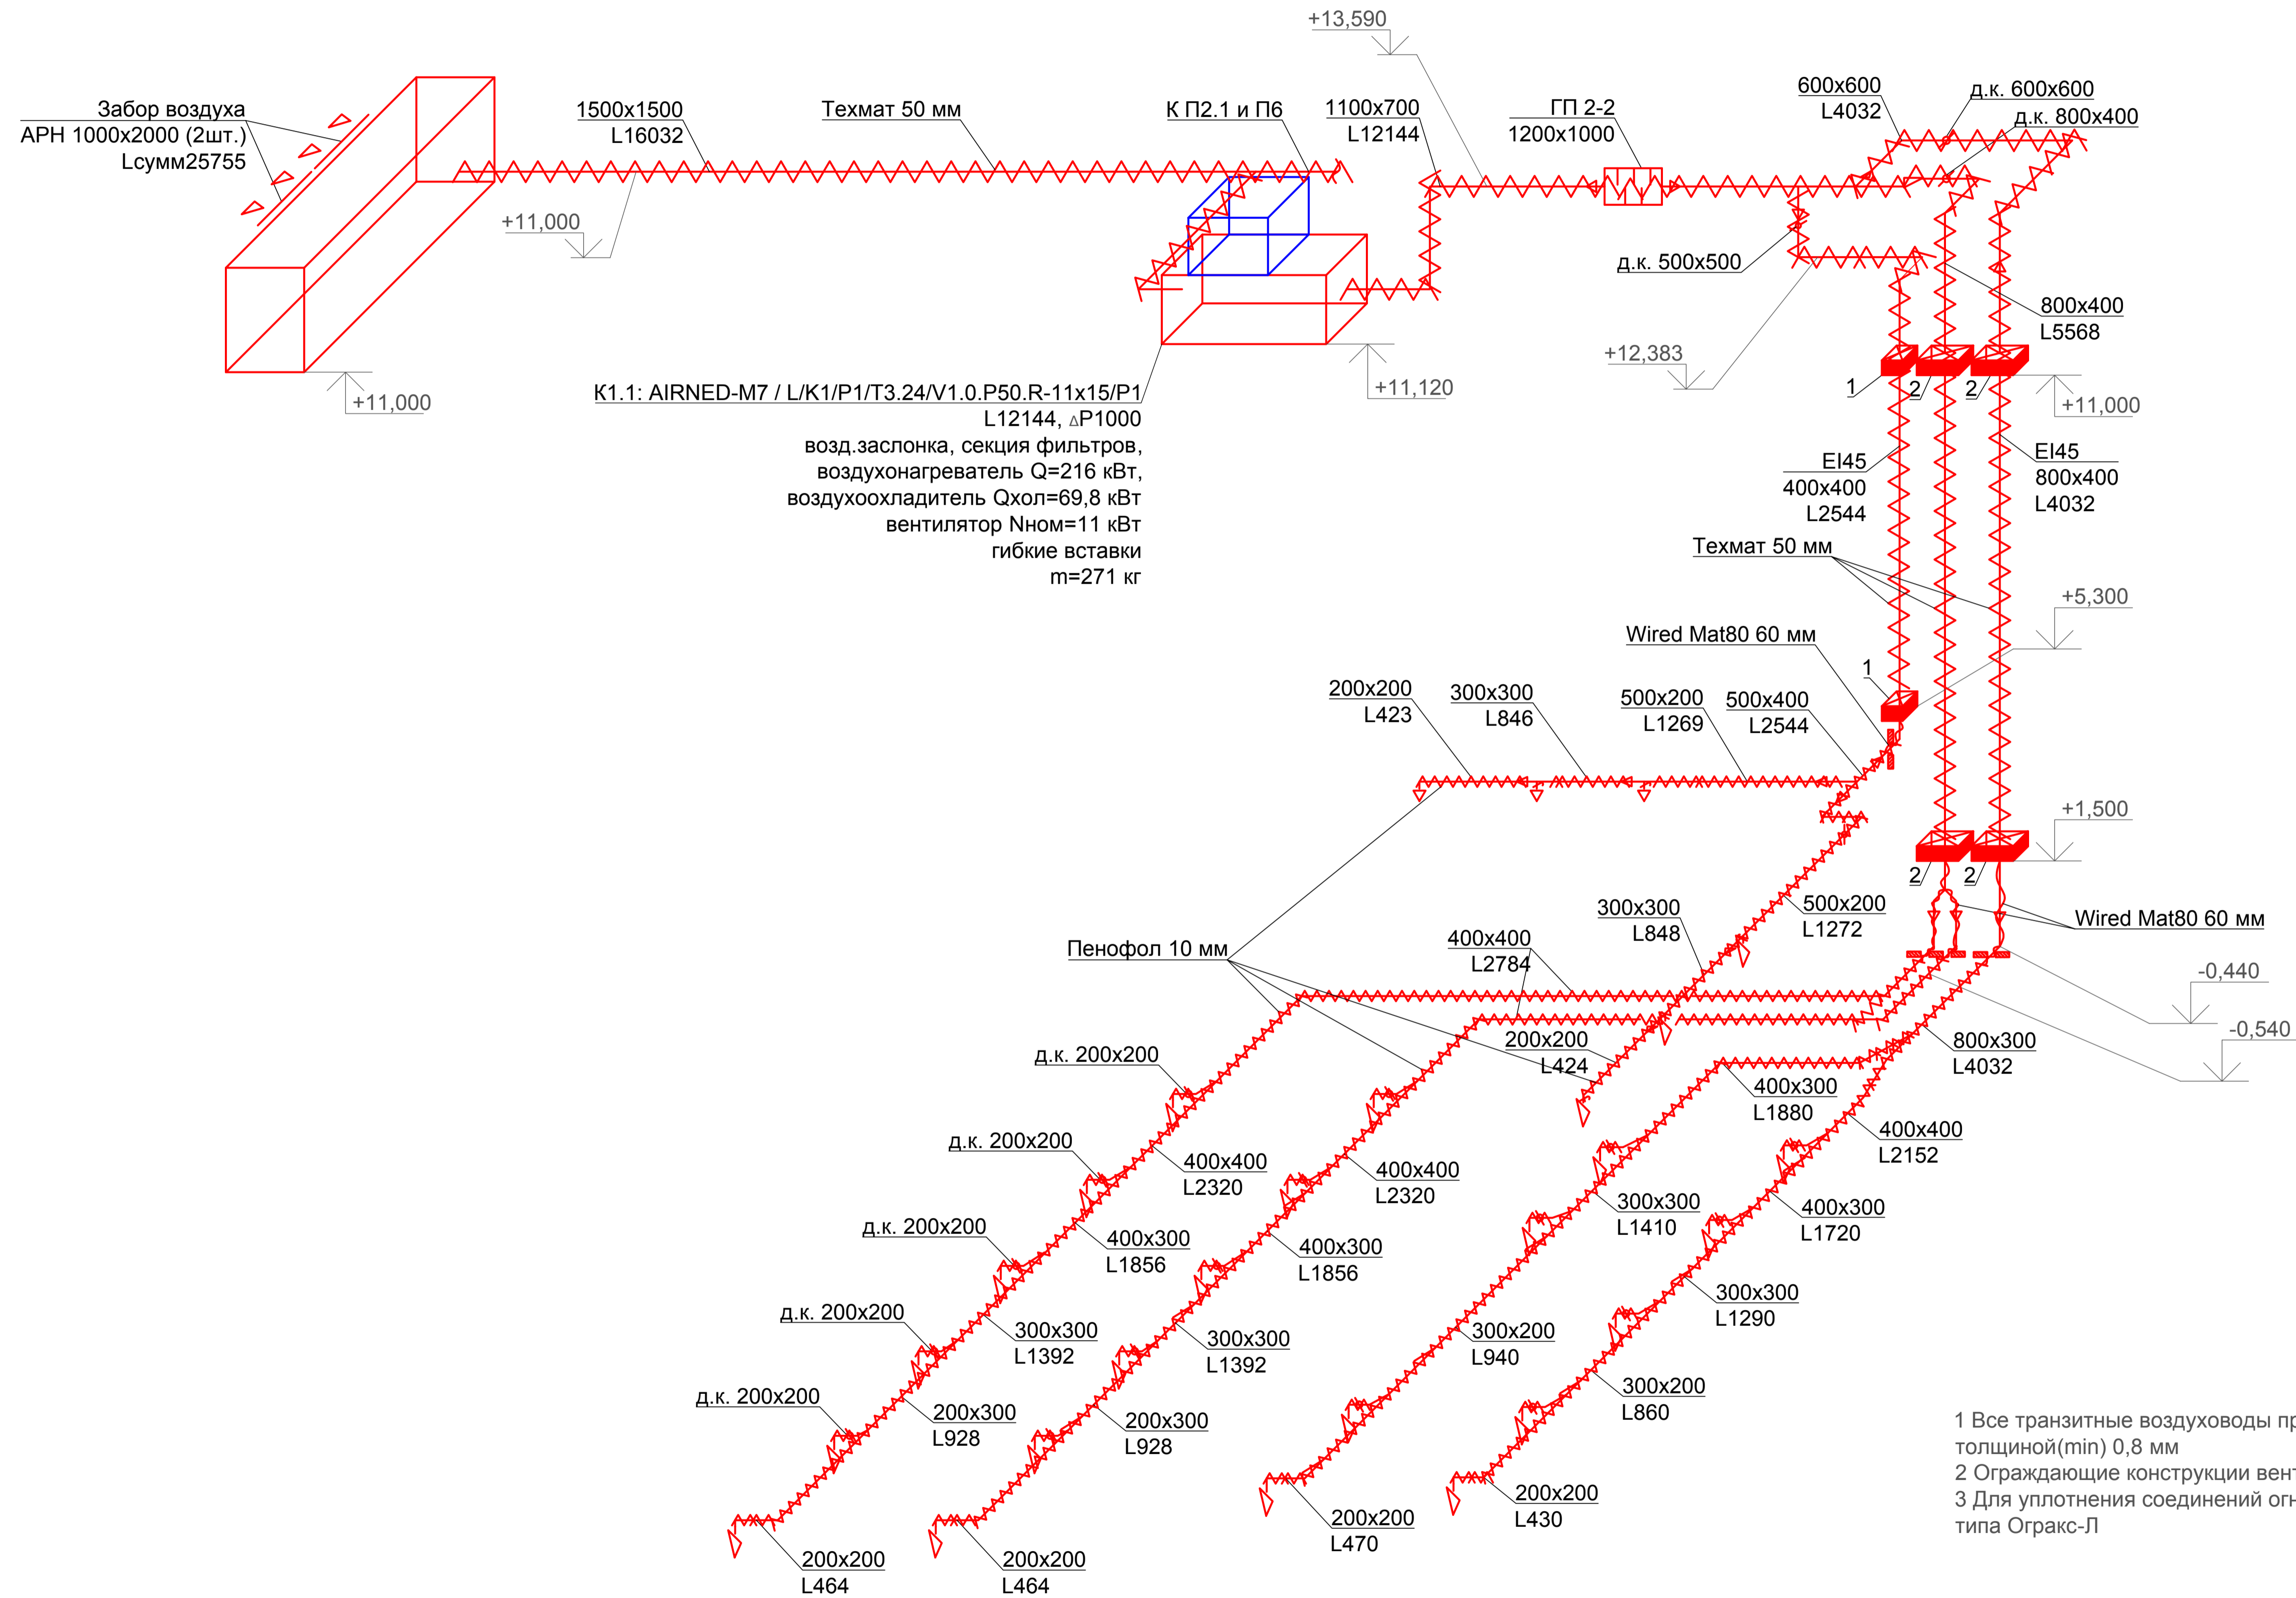 +13,590
Забор воздуха
АРН 1000х2000 (2шт.)
Lсумм25755
1500х1500
L16032
Техмат 50 мм
К П2.1 и П6
1100х700
L12144
ГП 2-2
1200х1000
600х600
L4032
д.к. 600х600
д.к. 800х400
+11,000
+11,000
д.к. 500х500
800х400
L5568
+12,383
+11,120
К1.1: AIRNED-M7 / L/K1/P1/T3.24/V1.0.P50.R-11x15/P1
L12144, △P1000
возд.заслонка, секция фильтров,
воздухонагреватель Q=216 кВт,
воздухоохладитель Qхол=69,8 кВт
вентилятор Nном=11 кВт
гибкие вставки
m=271 кг
1
2
2
+11,000
EI45
400х400
L2544
EI45
800х400
L4032
Техмат 50 мм
+5,300
Wired Mat80 60 мм
1
200х200
L423
300х300
L846
500х200
L1269
500х400
L2544
+1,500
2
2
Wired Mat80 60 мм
500х200
L1272
300х300
L848
400х400
L2784
Пенофол 10 мм
-0,440
-0,540
200х200
L424
800х300
L4032
д.к. 200х200
400х300
L1880
д.к. 200х200
400х400
L2320
400х400
L2320
400х400
L2152
300х300
L1410
400х300
L1720
д.к. 200х200
400х300
L1856
400х300
L1856
300х300
L1290
д.к. 200х200
300х300
L1392
300х300
L1392
300х200
L940
300х200
L860
д.к. 200х200
200х300
L928
200х300
L928
200х200
L470
200х200
L430
200х200
L464
200х200
L464
1 Все транзитные воздуховоды пр
толщиной(min) 0,8 мм
2 Ограждающие конструкции вент
3 Для уплотнения соединений огн
типа Огракс-Л